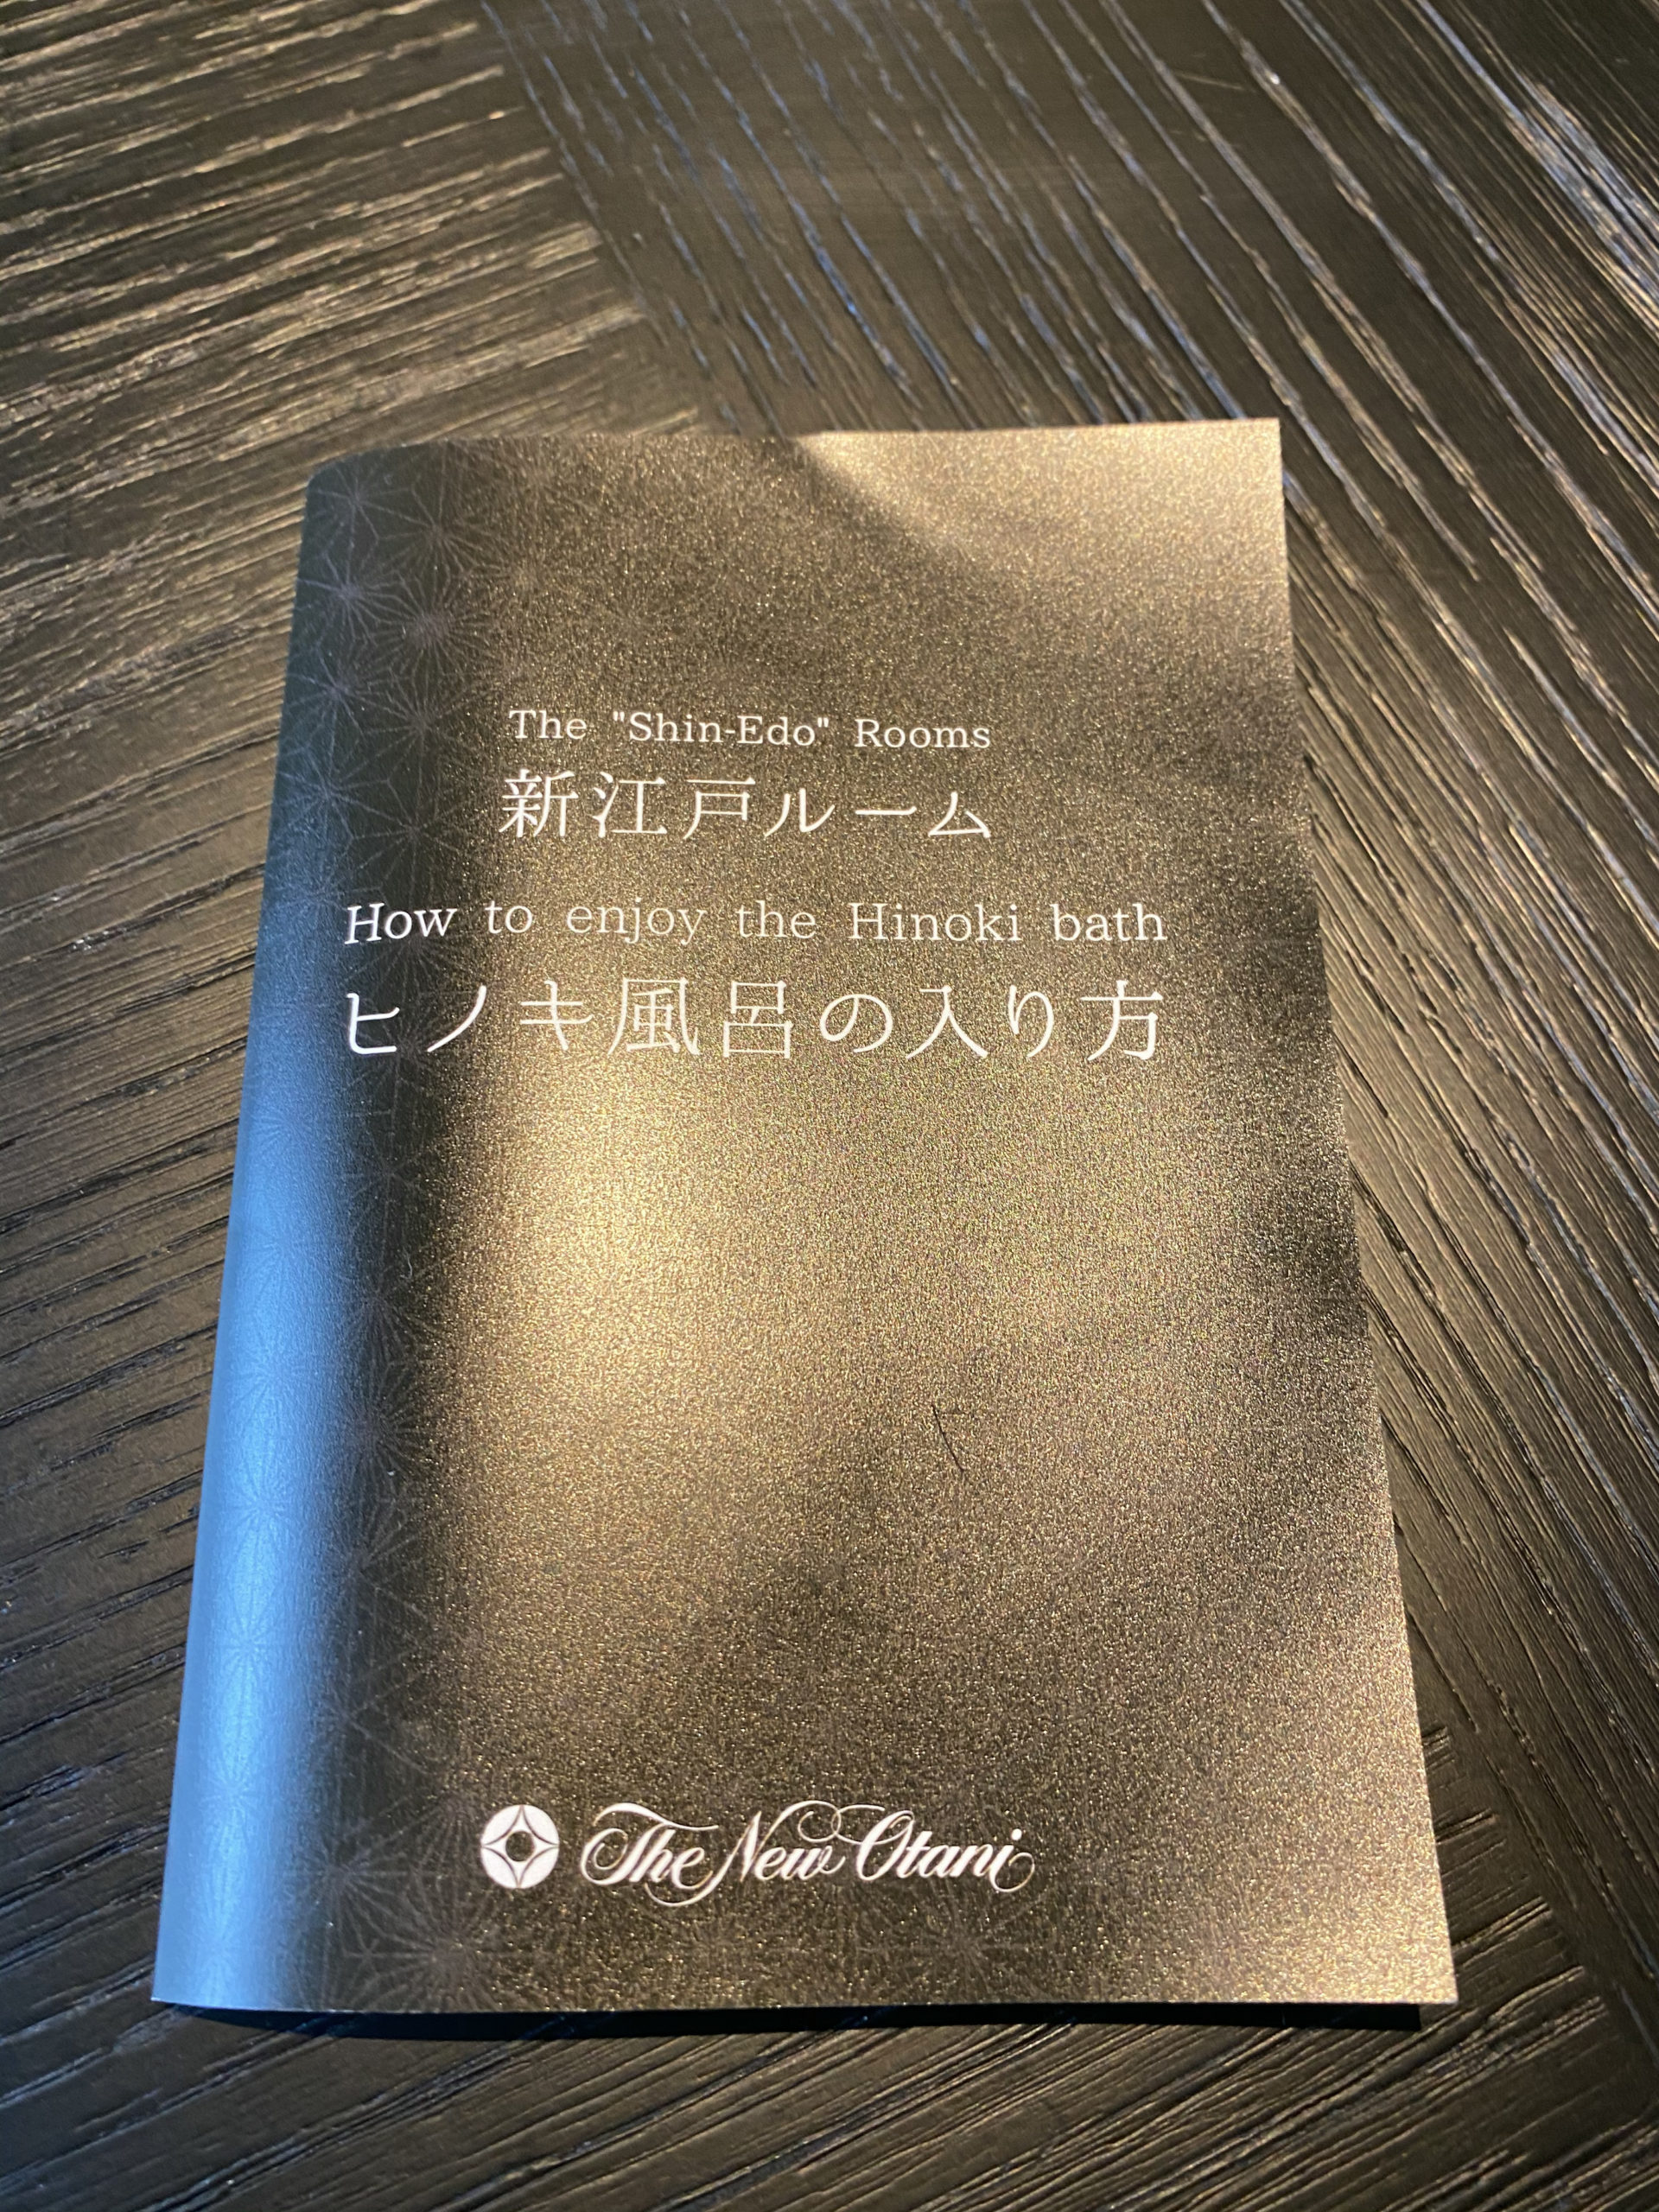 The "Shin-Edo" Rooms
新江戸ルーム
How to enjoy the Hinoki bath
ヒノキ風呂の入り方
The New Otani